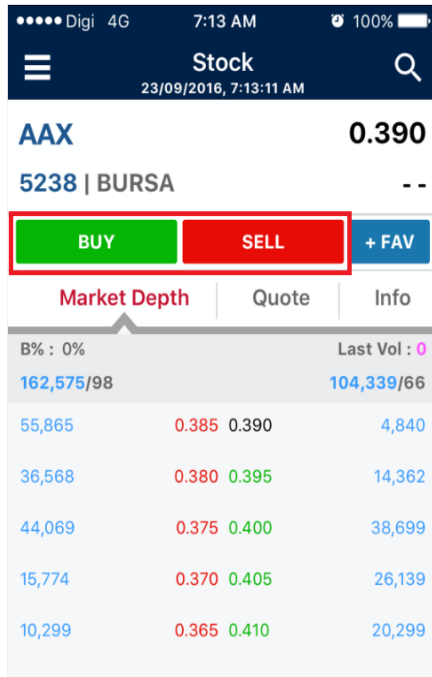 Digi 4G 7:13 AM 100%
Stock
23/09/2016, 7:13:11 AM
AAX 0.390
5238 | BURSA - -
BUY SELL + FAV
Market Depth Quote Info
B% : 0% Last Vol : 0
162,575/98 104,339/66
55,865 0.385 0.390 4,840
36,568 0.380 0.395 14,362
44,069 0.375 0.400 38,699
15,774 0.370 0.405 26,139
10,299 0.365 0.410 20,299